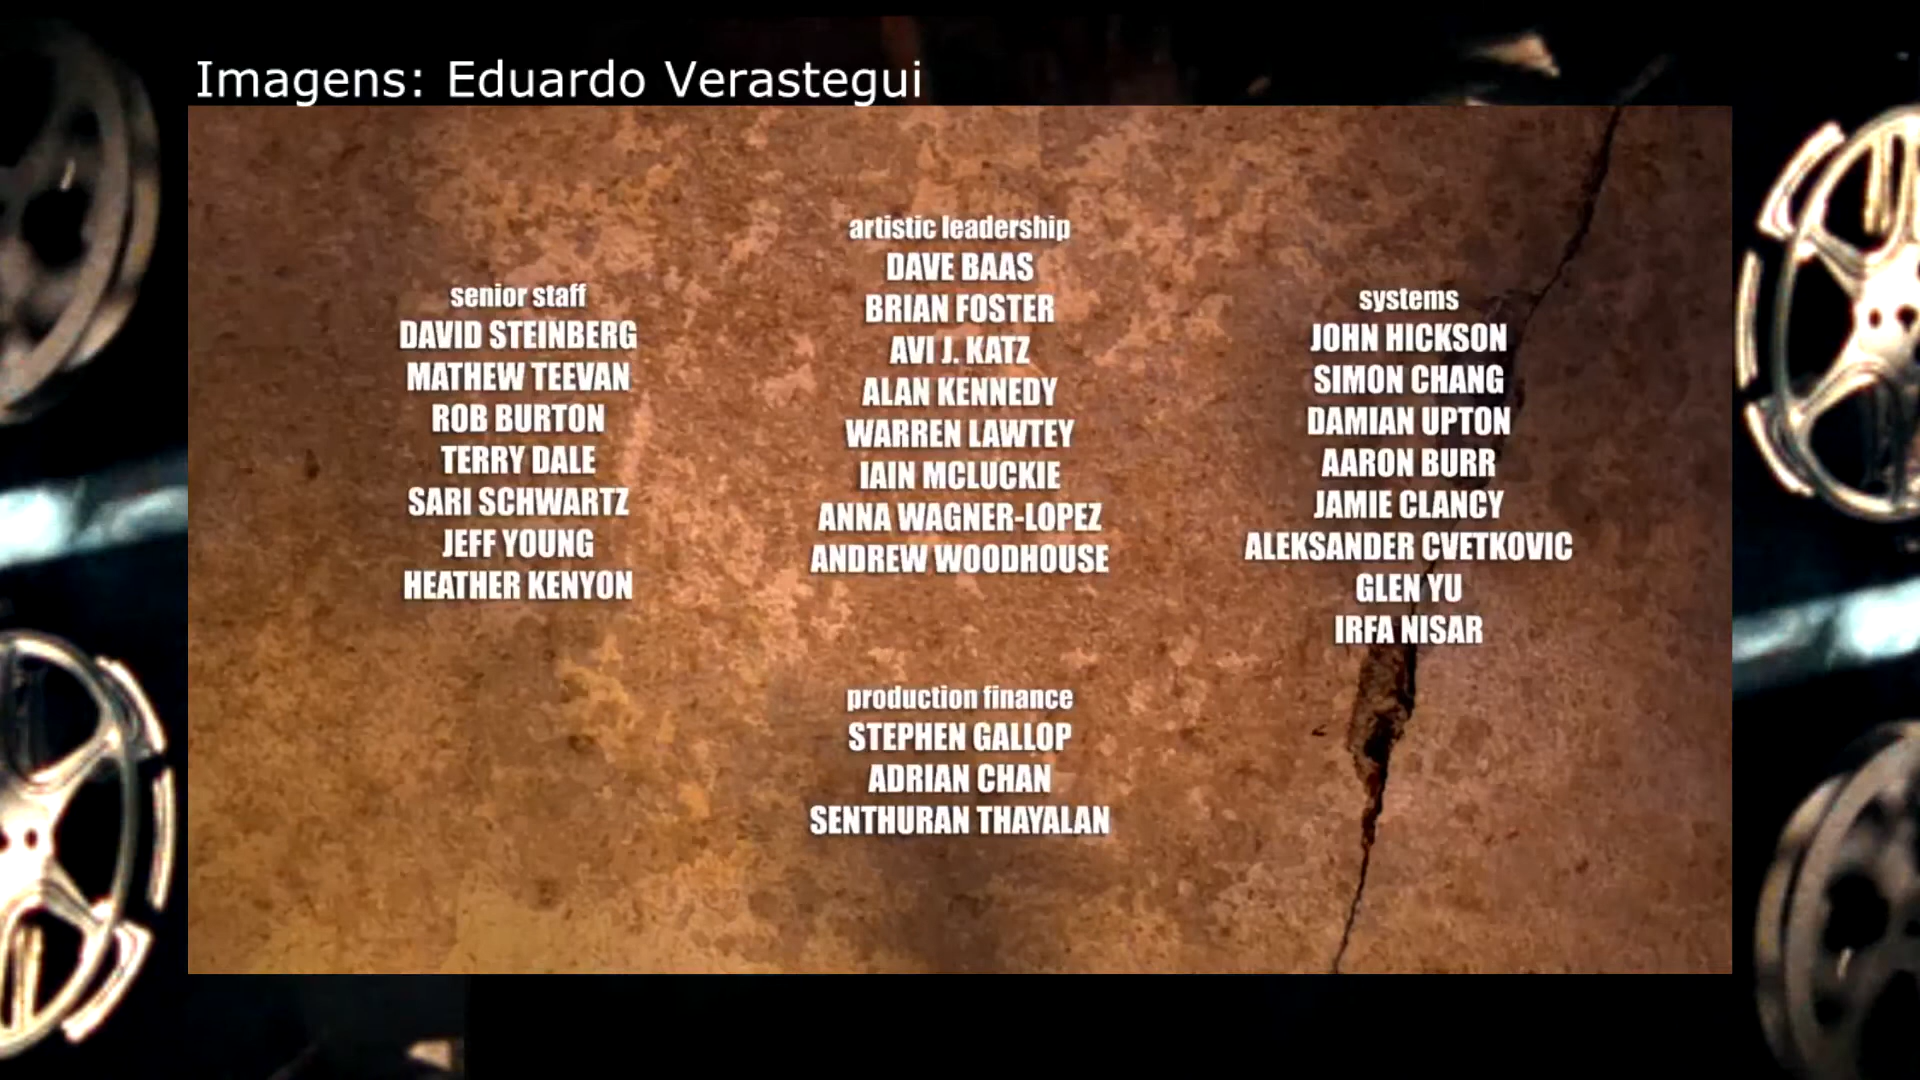 Imagens: Eduardo Verastegui
senior staff
DAVID STEINBERG
MATHEW TEEVAN
ROB BURTON
TERRY DALE
SARI SCHWARTZ
JEFF YOUNG
HEATHER KENYON
artistic leadership
DAVE BAAS
BRIAN FOSTER
AVI J. KATZ
ALAN KENNEDY
WARREN LAWTEY
IAIN MCLUCKIE
ANNA WAGNER-LOPEZ
ANDREW WOODHOUSE
systems
JOHN HICKSON
SIMON CHANG
DAMIAN UPTON
AARON BURR
JAMIE CLANCY
ALEKSANDER CVETKOVIC
GLEN YU
IRFA NISAR
production finance
STEPHEN GALLOP
ADRIAN CHAN
SENTHURAN THAYALAN